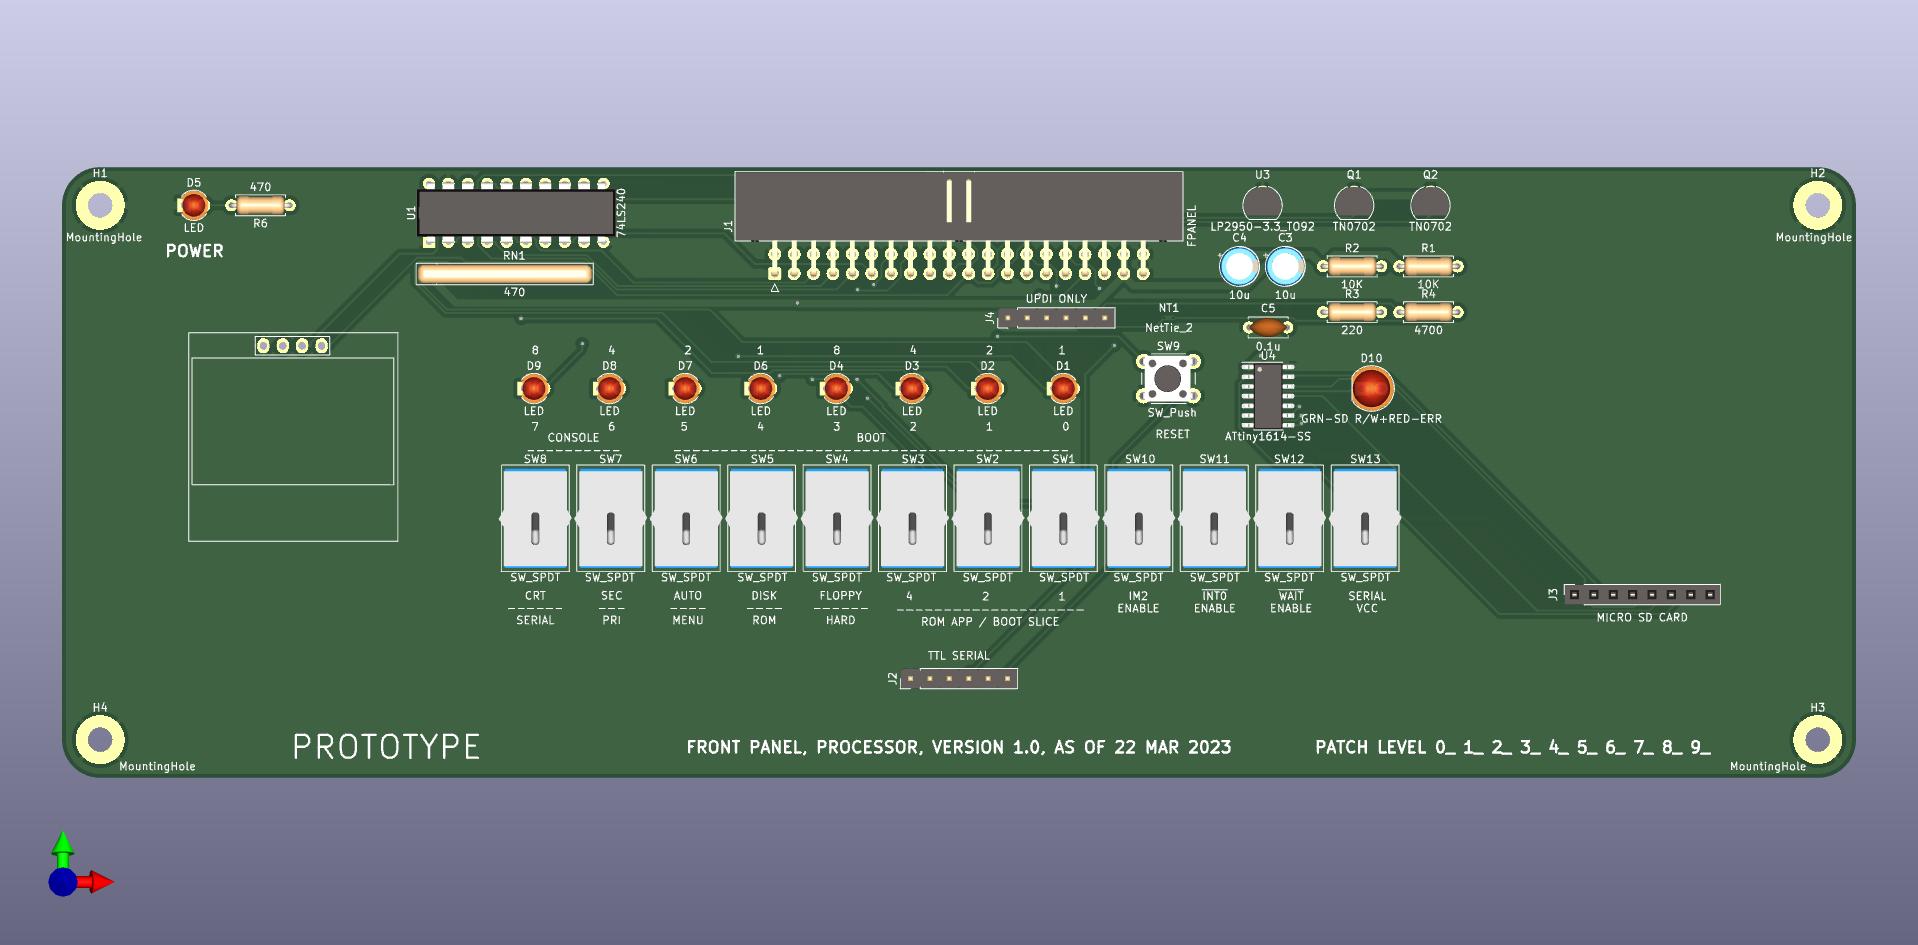 H1
MountingHole
D5
LED
POWER
470
R6
U1
74LS240
RN1
470
J1
FPANEL
U3
LP2950-3.3_TO92
Q1
TN0702
Q2
TN0702
H2
MountingHole
C4
10u
C3
10u
R2
10K
R1
10K
R3
220
R4
4700
UPDI ONLY
J4
NT1
NetTie_2
C5
0.1u
SW9
SW_Push
RESET
U4
ATtiny1614-SS
D10
GRN-SD R/W+RED-ERR
8 4 2 1 8 4 2 1
D9 D8 D7 D6 D4 D3 D2 D1
LED LED LED LED LED LED LED LED
7 6 5 4 3 2 1 0
CONSOLE BOOT
SW8 SW7 SW6 SW5 SW4 SW3 SW2 SW1 SW10 SW11 SW12 SW13
SW_SPDT SW_SPDT SW_SPDT SW_SPDT SW_SPDT SW_SPDT SW_SPDT SW_SPDT SW_SPDT SW_SPDT SW_SPDT SW_SPDT
CRT SEC AUTO DISK FLOPPY 4 2 1 IM2 INT0 WAIT SERIAL
ENABLE ENABLE ENABLE VCC
SERIAL PRI MENU ROM HARD ROM APP / BOOT SLICE
J3
MICRO SD CARD
TTL SERIAL
J2
H4
MountingHole
PROTOTYPE
FRONT PANEL, PROCESSOR, VERSION 1.0, AS OF 22 MAR 2023
PATCH LEVEL 0_ 1_ 2_ 3_ 4_ 5_ 6_ 7_ 8_ 9_
H3
MountingHole